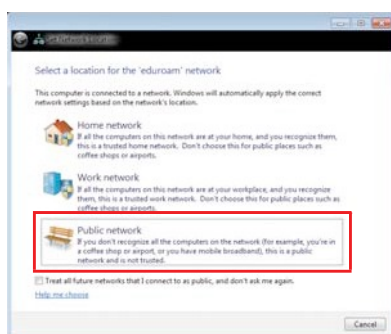 Set Network Location
Select a location for the 'eduroam' network
This computer is connected to a network. Windows will automatically apply the correct
network settings based on the network's location.
Home network
If all the computers on this network are at your home, and you recognize them,
this is a trusted home network. Don't choose this for public places such as
coffee shops or airports.
Work network
If all the computers on this network are at your workplace, and you recognize
them, this is a trusted work network. Don't choose this for public places such as
coffee shops or airports.
Public network
If you don't recognize all the computers on the network (for example, you're in
a coffee shop or airport, or you have mobile broadband), this is a public
network and is not trusted.
Treat all future networks that I connect to as public, and don't ask me again.
Help me choose
Cancel